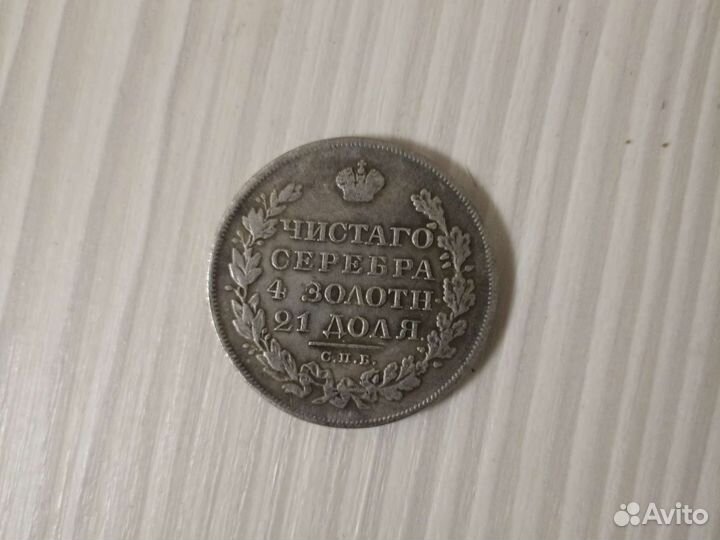 ЧИСТАГО
СЕРЕБРА
4 ЗОЛОТН.
21 ДОЛЯ.
С.П.Б.
Avito